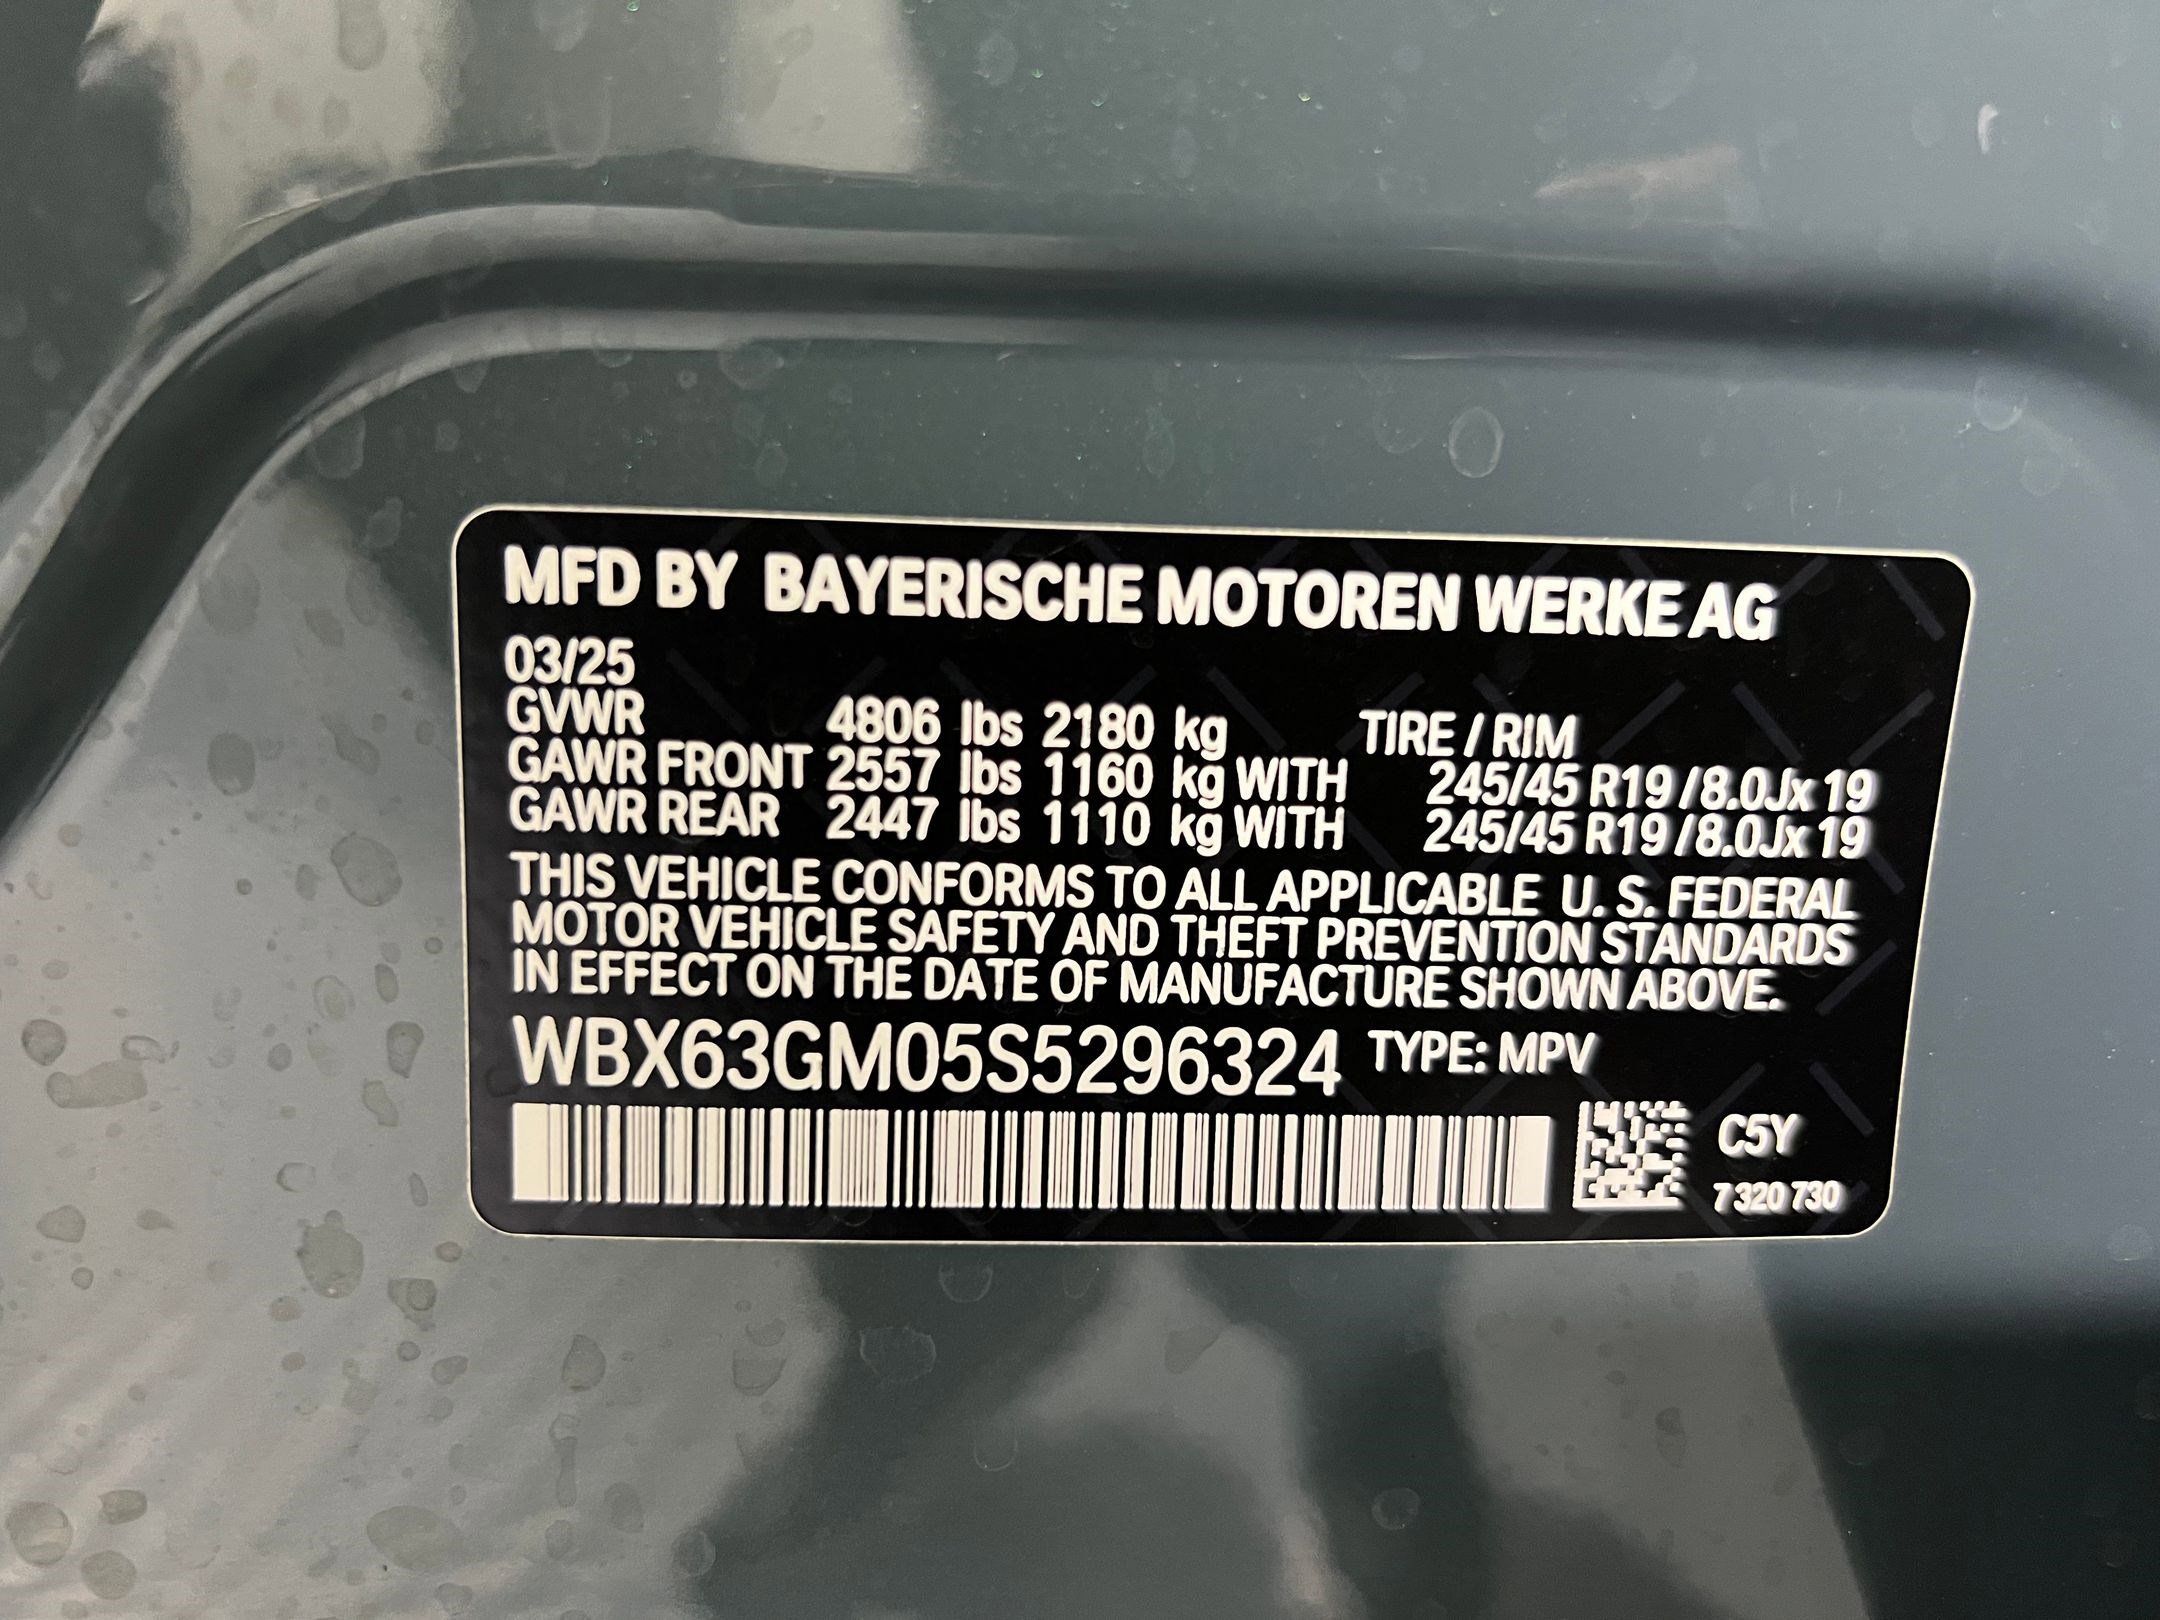 MFD BY BAYERISCHE MOTOREN WERKE AG
03/25
GVWR 4806 lbs 2180 kg TIRE / RIM
GAWR FRONT 2557 lbs 1160 kg WITH 245/45 R19 /8.0Jx 19
GAWR REAR 2447 lbs 1110 kg WITH 245/45 R19 /8.0Jx 19
THIS VEHICLE CONFORMS TO ALL APPLICABLE U. S. FEDERAL
MOTOR VEHICLE SAFETY AND THEFT PREVENTION STANDARDS
IN EFFECT ON THE DATE OF MANUFACTURE SHOWN ABOVE.
WBX63GM05S5296324 TYPE: MPV
C5Y
7 320 730